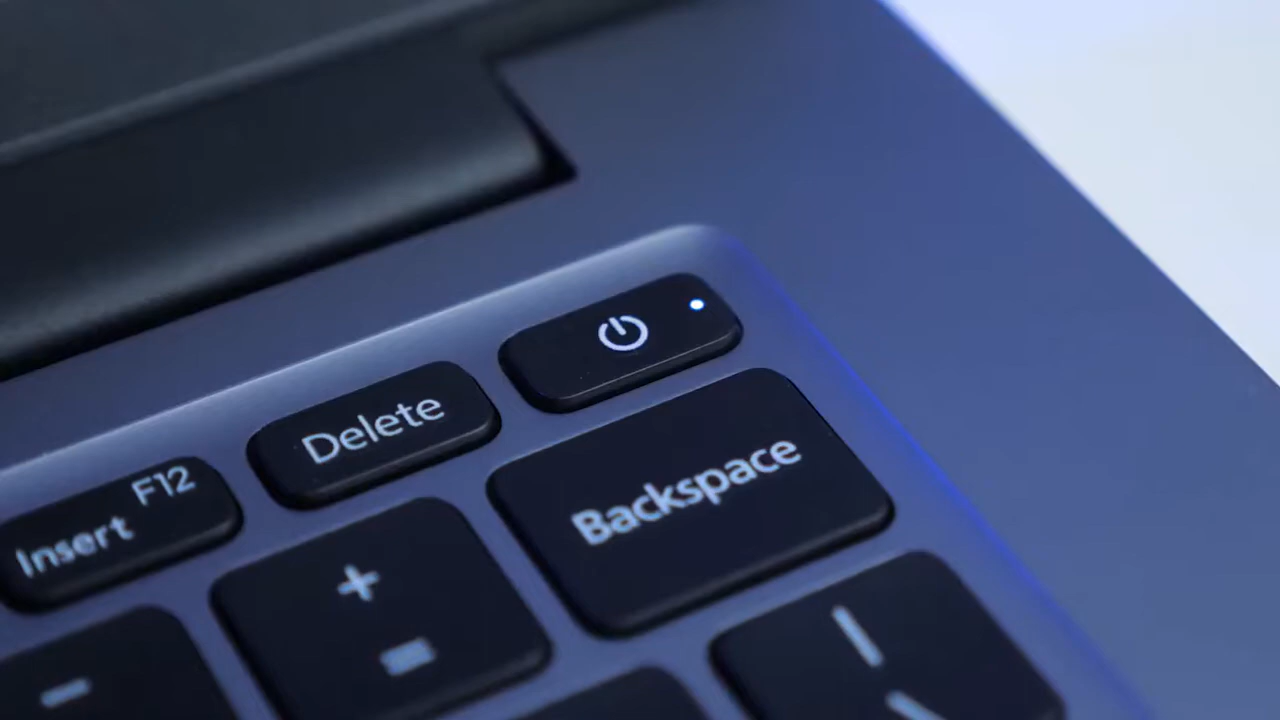 Delete
F12
Insert
Backspace
+
=
-
|
\